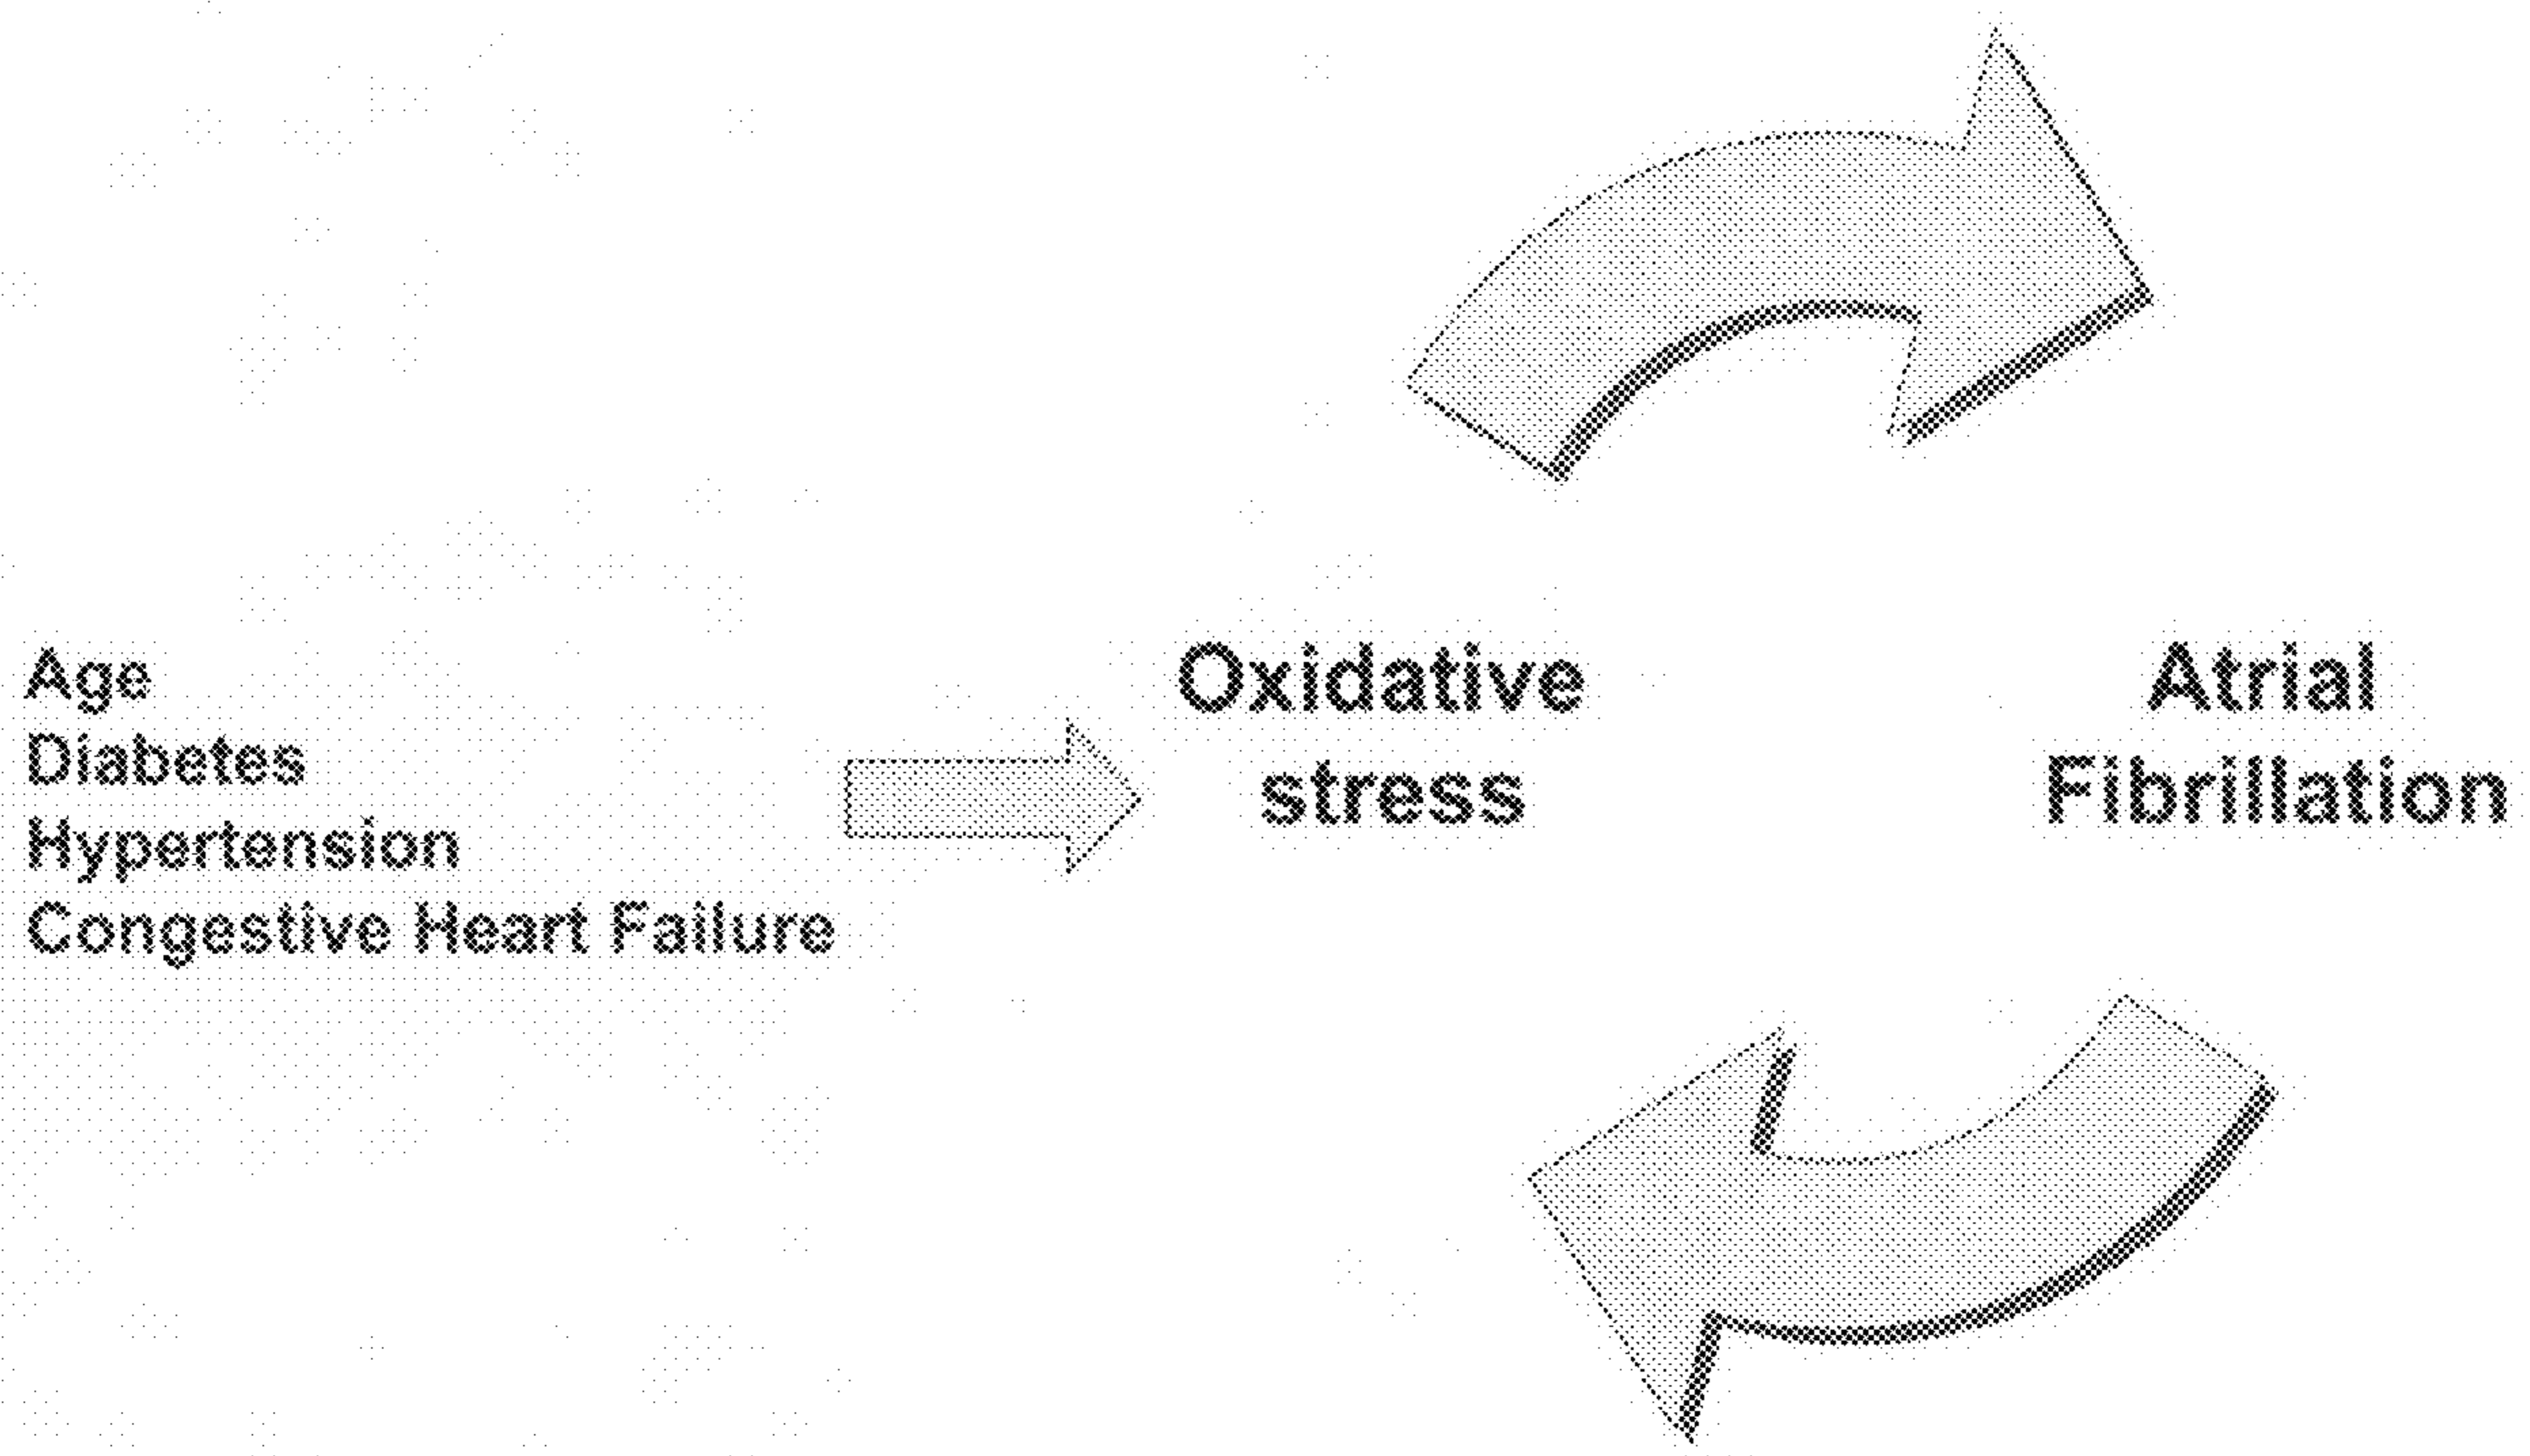 Age
Diabetes
Hypertension
Congestive Heart Failure
Oxidative
stress
Atrial
Fibrillation